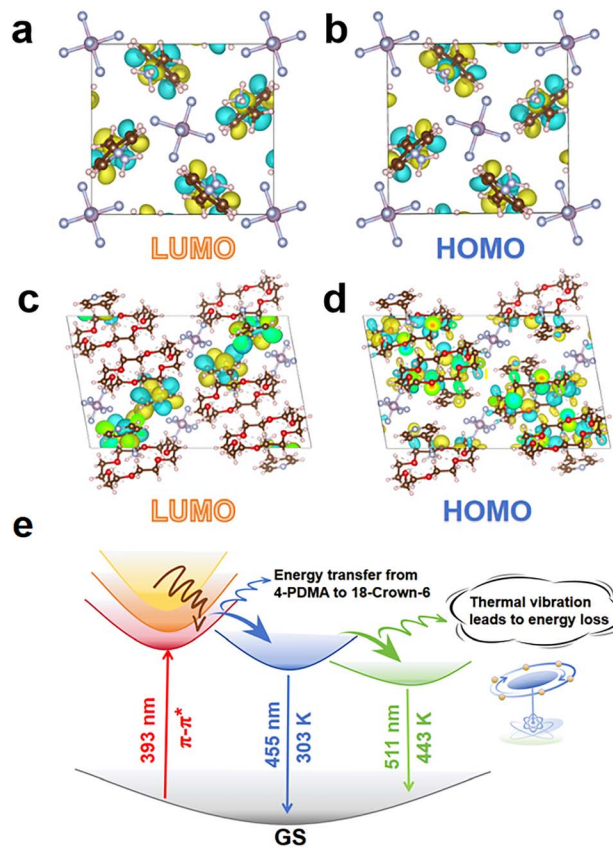 a
b
LUMO
HOMO
c
d
LUMO
HOMO
e
Energy transfer from
4-PDMA to 18-Crown-6
Thermal vibration
leads to energy loss
393 nm
π-π*
455 nm
303 K
511 nm
443 K
GS